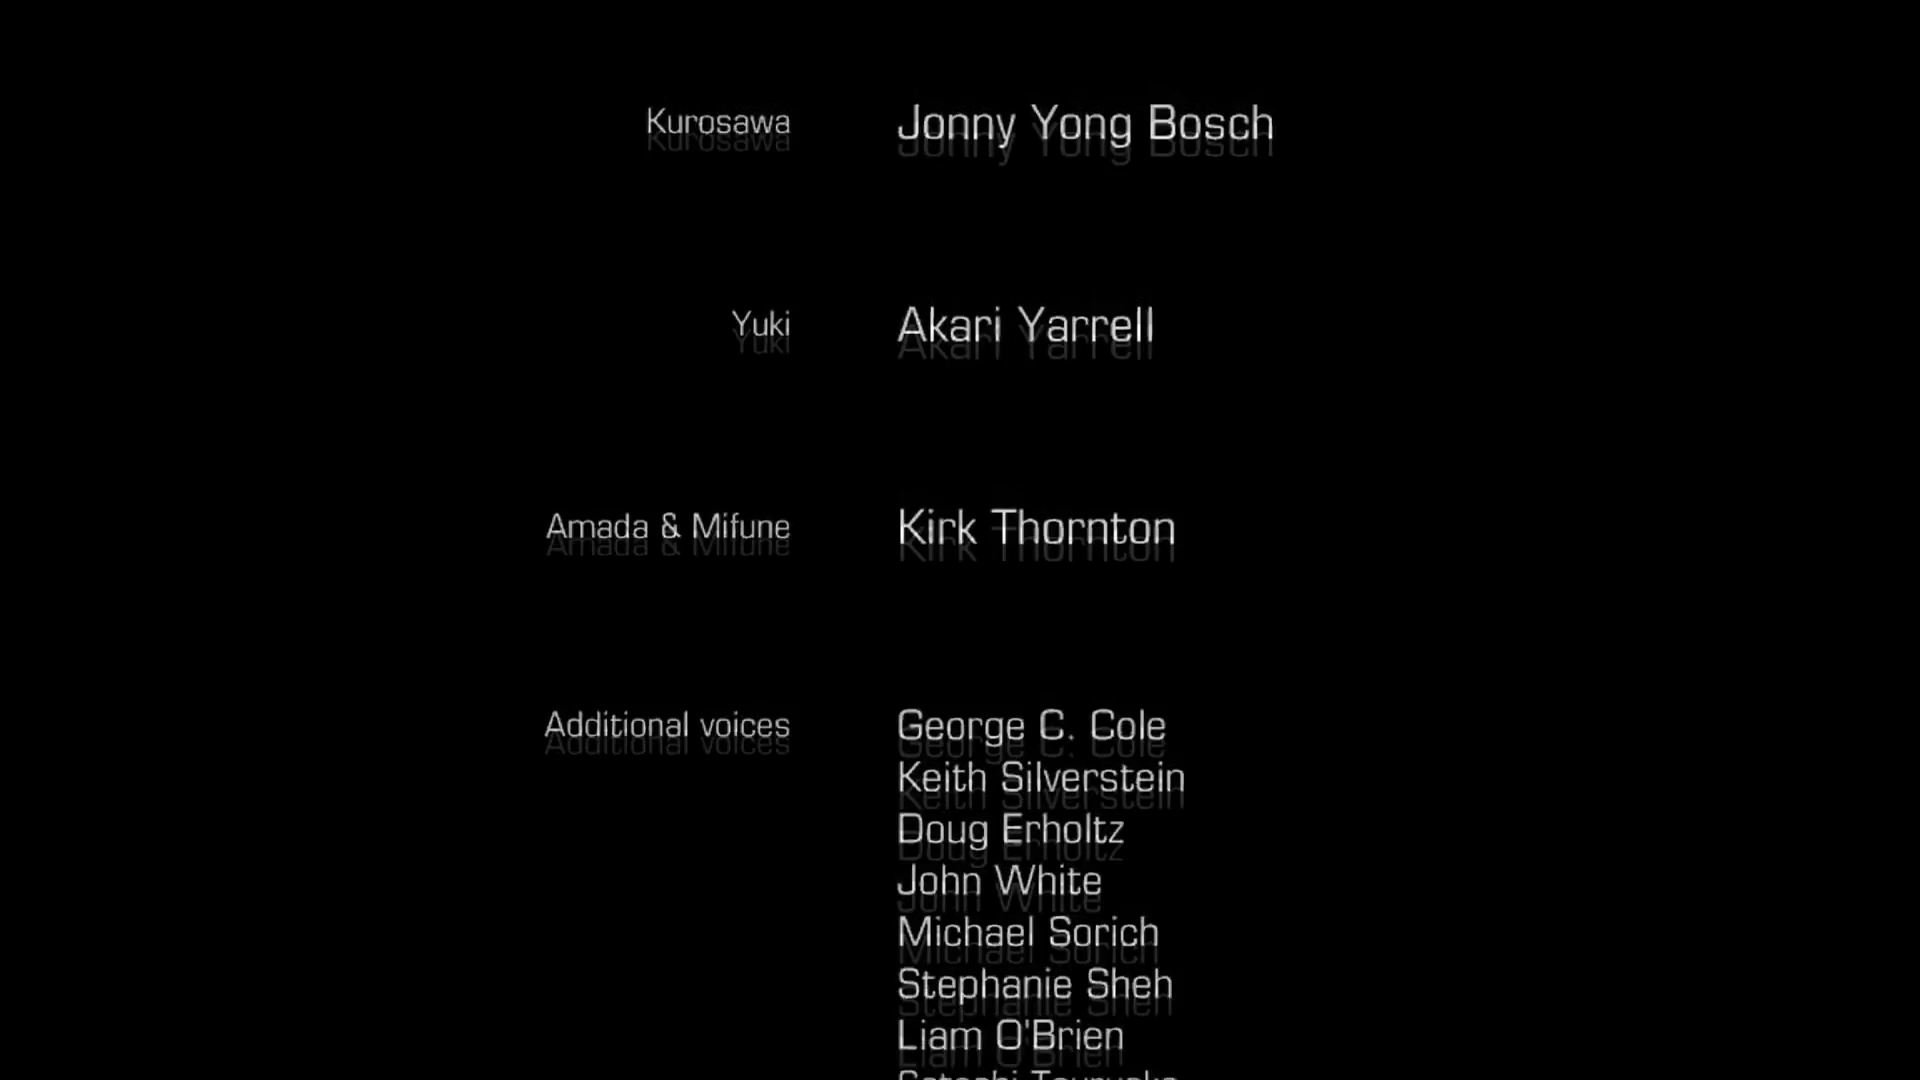 Kurosawa Jonny Yong Bosch
Yuki Akari Yarrell
Amada & Mifune Kirk Thornton
Additional voices George C. Cole
Keith Silverstein
Doug Erholtz
John White
Michael Sorich
Stephanie Sheh
Liam O'Brien